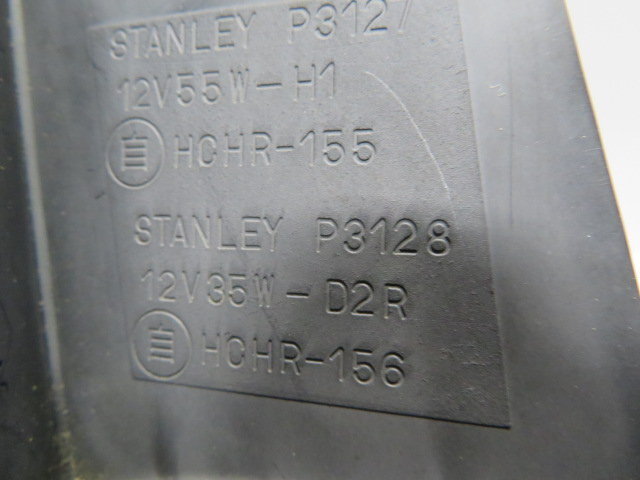 STANLEY P3127
12V55W-H1
自 HCHR-155
STANLEY P3128
12V35W-D2R
自 HCHR-156